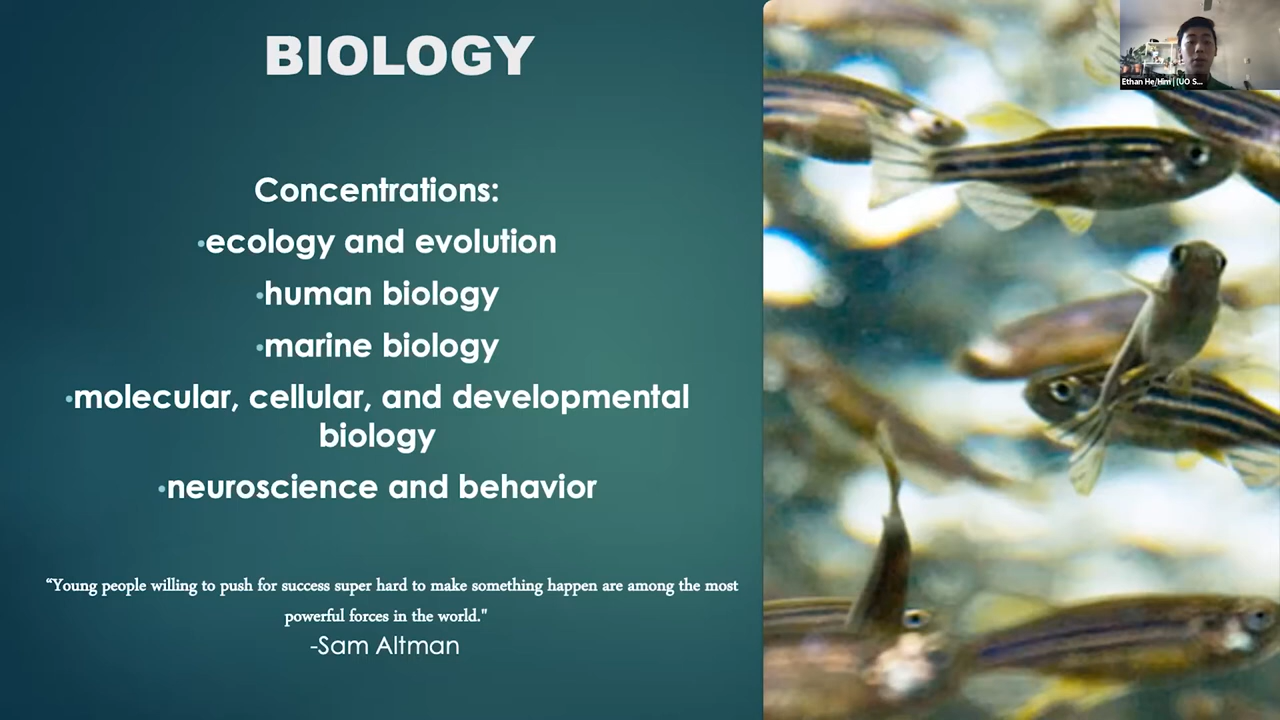 BIOLOGY
Ethan He/Him | (UO S...
Concentrations:
•ecology and evolution
•human biology
•marine biology
•molecular, cellular, and developmental
biology
•neuroscience and behavior
“Young people willing to push for success super hard to make something happen are among the most
powerful forces in the world."
-Sam Altman